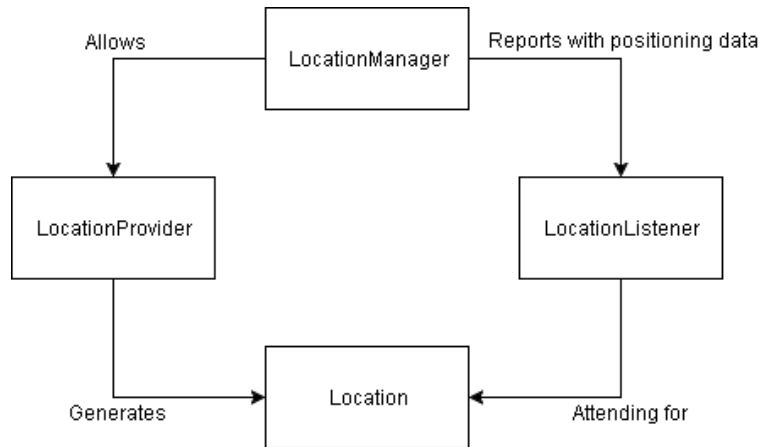 Allows
LocationManager
Reports with positioning data
LocationProvider
LocationListener
Generates
Location
Attending for